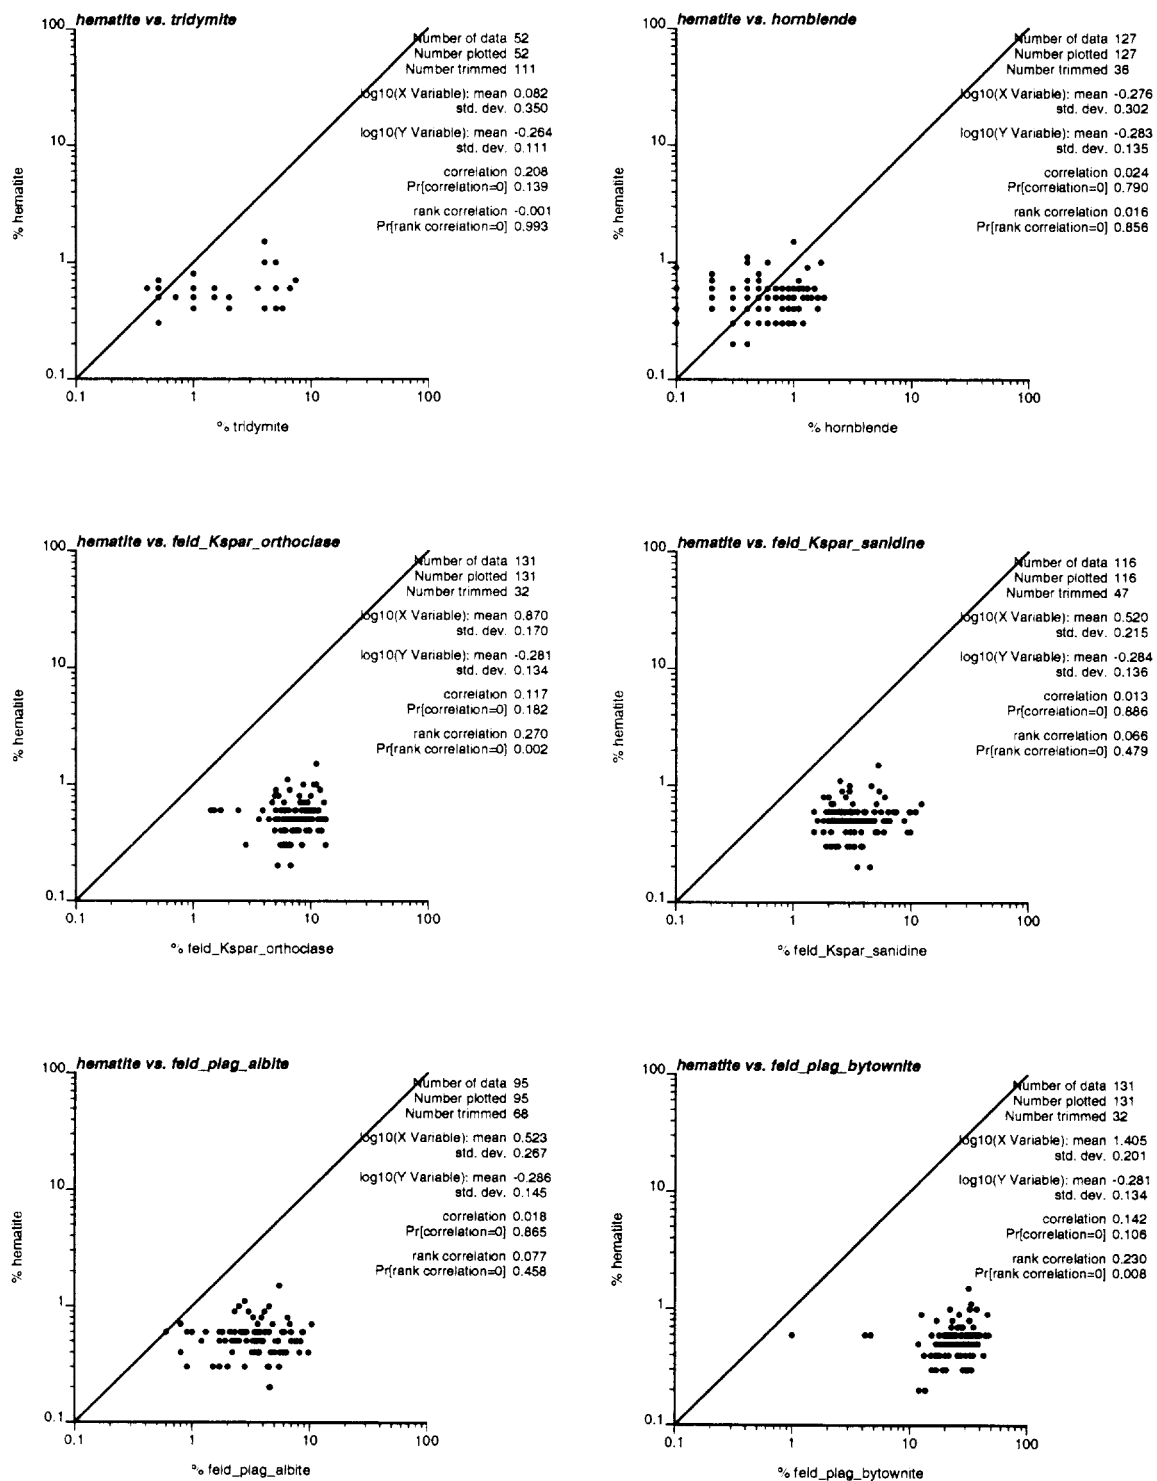 hematite vs. tridymite
Number of data 52
Number plotted 52
Number trimmed 111
log10(X Variable): mean 0.082
std. dev. 0.350
log10(Y Variable): mean -0.264
std. dev. 0.111
correlation 0.208
Pr[correlation=0] 0.139
rank correlation -0.001
Pr[rank correlation=0] 0.993
100
10
1
0.1
% hematite
0.1 1 10 100
% tridymite
hematite vs. hornblende
Number of data 127
Number plotted 127
Number trimmed 36
log10(X Variable): mean -0.276
std. dev. 0.302
log10(Y Variable): mean -0.283
std. dev. 0.135
correlation 0.024
Pr[correlation=0] 0.790
rank correlation 0.016
Pr[rank correlation=0] 0.856
100
10
1
0.1
% hematite
0.1 1 10 100
% hornblende
hematite vs. feld_Kspar_orthoclase
Number of data 131
Number plotted 131
Number trimmed 32
log10(X Variable): mean 0.870
std. dev. 0.170
log10(Y Variable): mean -0.281
std. dev. 0.134
correlation 0.117
Pr[correlation=0] 0.182
rank correlation 0.270
Pr[rank correlation=0] 0.002
100
10
1
0.1
% hematite
0.1 1 10 100
% feld_Kspar_orthoclase
hematite vs. feld_Kspar_sanidine
Number of data 116
Number plotted 116
Number trimmed 47
log10(X Variable): mean 0.520
std. dev. 0.215
log10(Y Variable): mean -0.284
std. dev. 0.136
correlation 0.013
Pr[correlation=0] 0.886
rank correlation 0.066
Pr[rank correlation=0] 0.479
100
10
1
0.1
% hematite
0.1 1 10 100
% feld_Kspar_sanidine
hematite vs. feld_plag_albite
Number of data 95
Number plotted 95
Number trimmed 68
log10(X Variable): mean 0.523
std. dev. 0.267
log10(Y Variable): mean -0.286
std. dev. 0.145
correlation 0.018
Pr[correlation=0] 0.865
rank correlation 0.077
Pr[rank correlation=0] 0.458
100
10
1
0.1
% hematite
0.1 1 10 100
% feld_plag_albite
hematite vs. feld_plag_bytownite
Number of data 131
Number plotted 131
Number trimmed 32
log10(X Variable): mean 1.405
std. dev. 0.201
log10(Y Variable): mean -0.281
std. dev. 0.134
correlation 0.142
Pr[correlation=0] 0.106
rank correlation 0.230
Pr[rank correlation=0] 0.008
100
10
1
0.1
% hematite
0.1 1 10 100
% feld_plag_bytownite